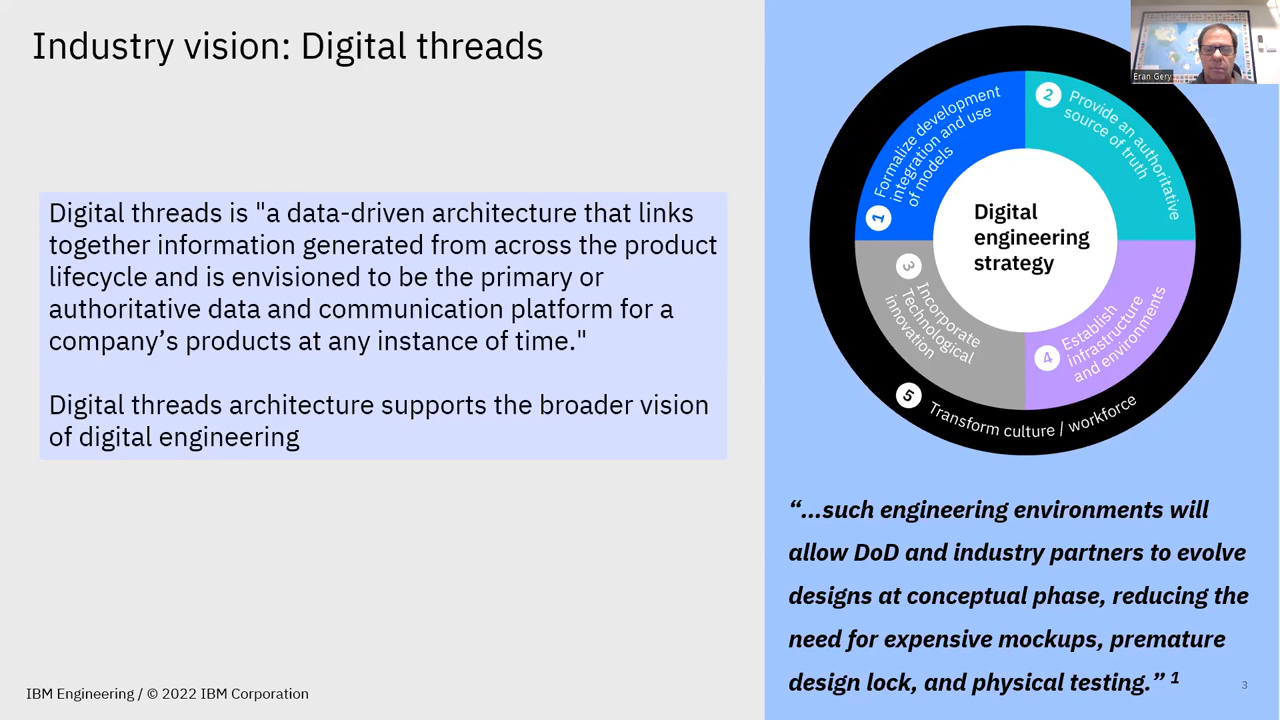 Industry vision: Digital threads
Digital threads is "a data-driven architecture that links
together information generated from across the product
lifecycle and is envisioned to be the primary or
authoritative data and communication platform for a
company’s products at any instance of time."
Digital threads architecture supports the broader vision
of digital engineering
IBM Engineering / © 2022 IBM Corporation
Eran Gery
1
Formalize development
integration and use
of models
2
Provide an authoritative
source of truth
Digital
engineering
strategy
3
Incorporate
Technological
innovation
4
Establish
infrastructure
and environments
5
Transform culture / workforce
“...such engineering environments will
allow DoD and industry partners to evolve
designs at conceptual phase, reducing the
need for expensive mockups, premature
design lock, and physical testing.” 1
3